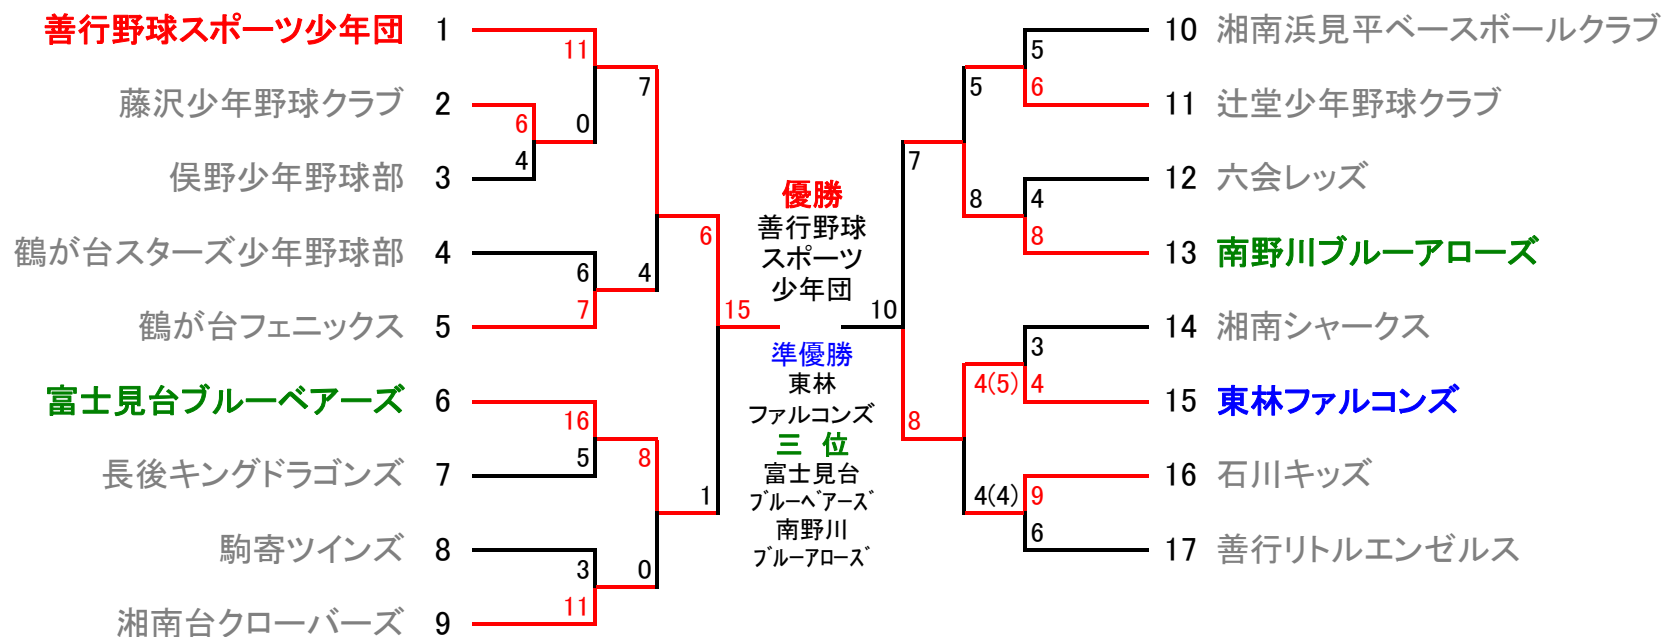 善行野球スポーツ少年団 1
11
藤沢少年野球クラブ 2
6
0
4
俣野少年野球部 3
7
鶴が台スターズ少年野球部 4
6
4
7
鶴が台フェニックス 5
6
富士見台ブルーベアーズ 6
16
5
8
長後キングドラゴンズ 7
1
駒寄ツインズ 8
3
0
11
湘南台クローバーズ 9
15
優勝
善行野球
スポーツ
少年団
準優勝
東林
ファルコンズ
三 位
富士見台
ブルーベアーズ
南野川
ブルーアローズ
10
10 湘南浜見平ベースボールクラブ
5
5
6
11 辻堂少年野球クラブ
7
12 六会レッズ
4
8
8
13 南野川ブルーアローズ
14 湘南シャークス
3
4(5)
4
15 東林ファルコンズ
8
16 石川キッズ
4(4)
9
6
17 善行リトルエンゼルス